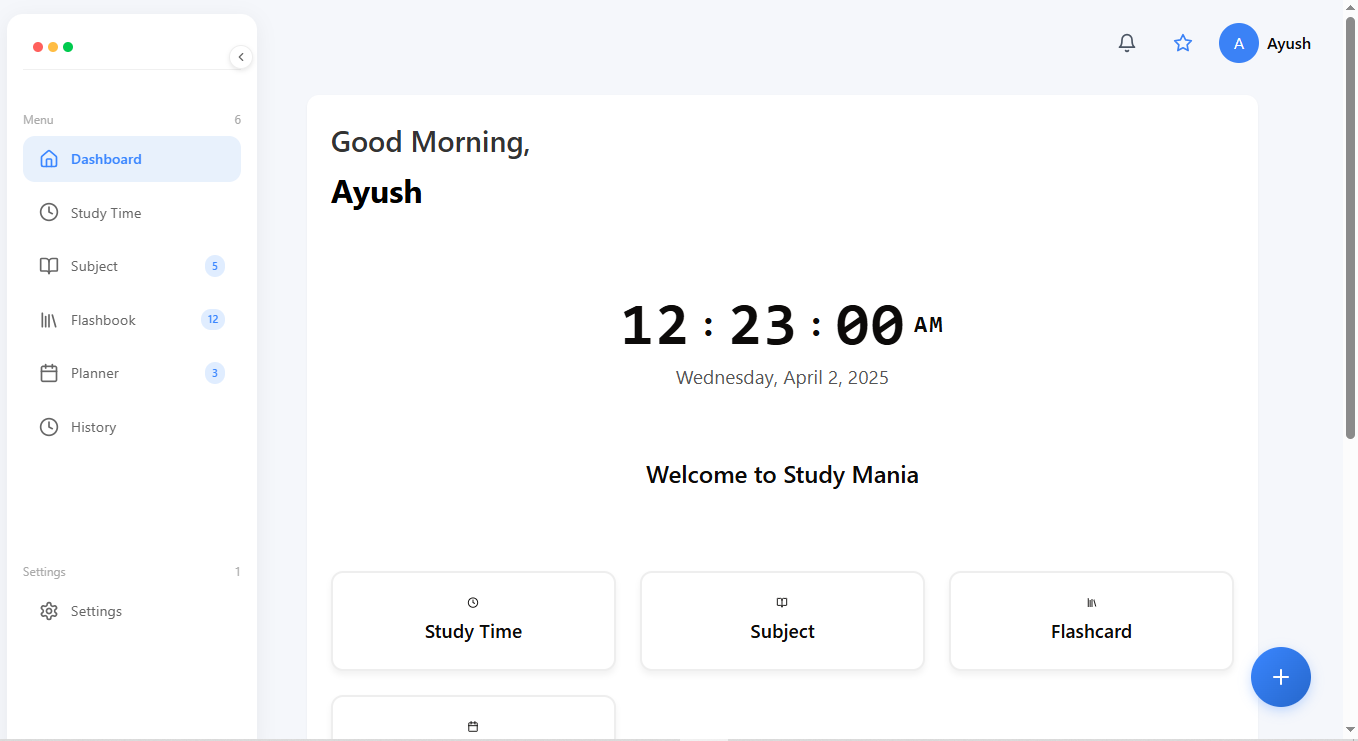 Menu 6
Dashboard
Study Time
Subject 5
Flashbook 12
Planner 3
History
Settings 1
Settings
A Ayush
Good Morning,
Ayush
12 : 23 : 00 AM
Wednesday, April 2, 2025
Welcome to Study Mania
Study Time
Subject
Flashcard